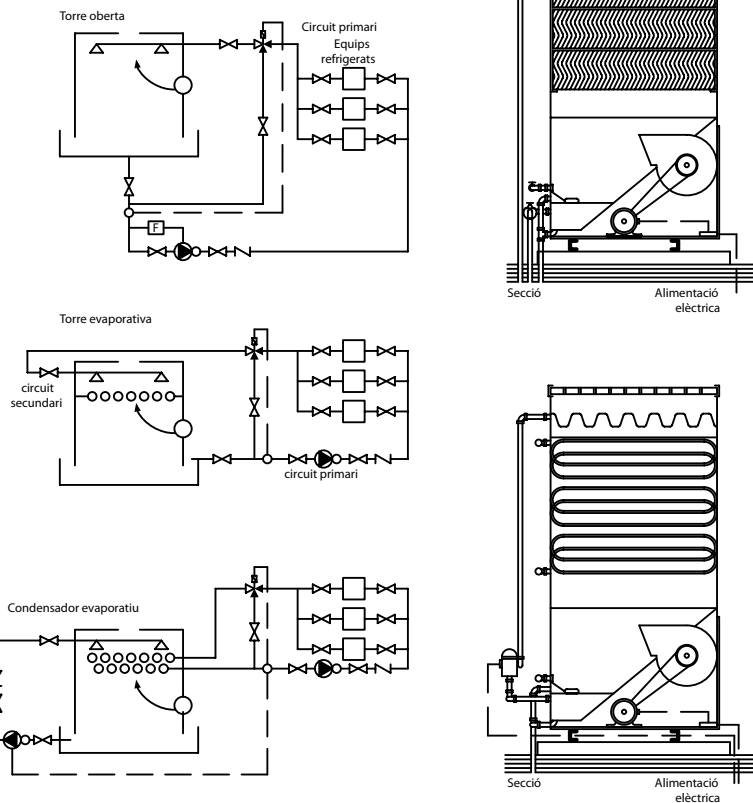 Torre oberta
Circuit primari
Equips
refrigerats
F
Secció
Alimentació
elèctrica
Torre evaporativa
circuit
secundari
circuit primari
Condensador evaporatiu
Secció
Alimentació
elèctrica